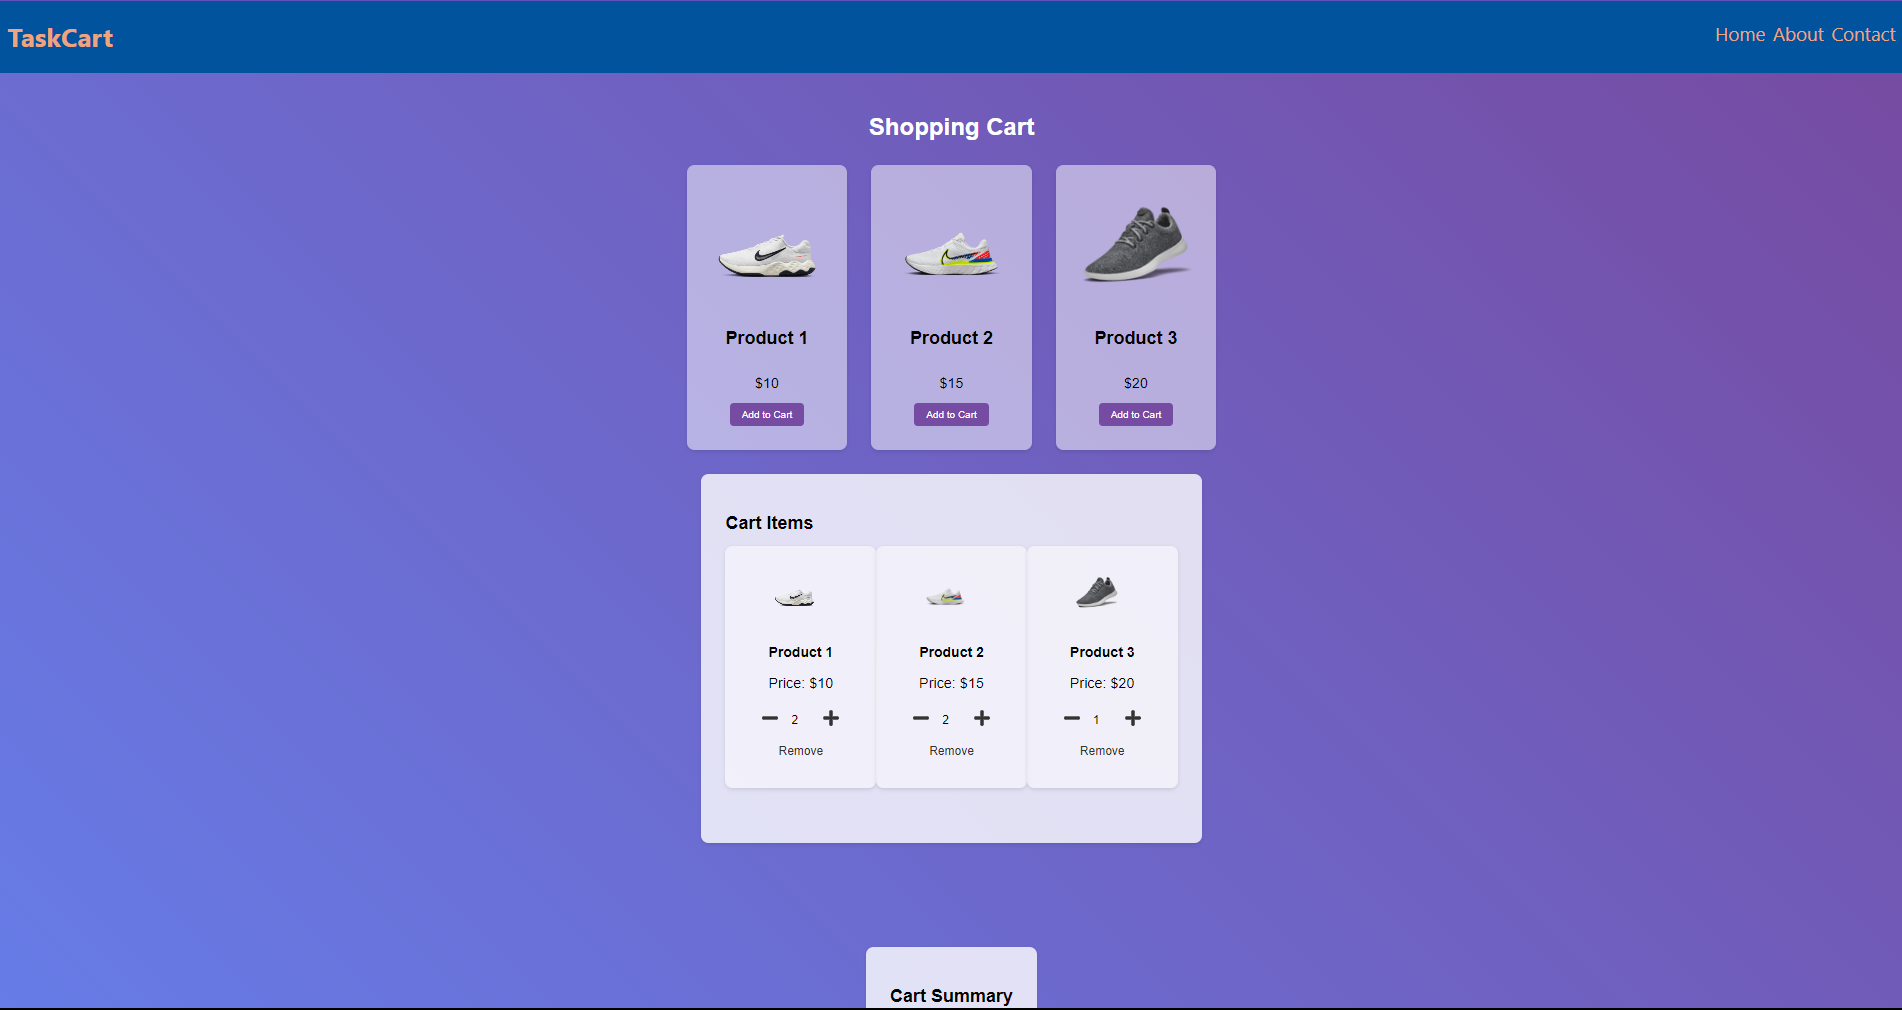 TaskCart
Home About Contact
Shopping Cart
Product 1
$10
Add to Cart
Product 2
$15
Add to Cart
Product 3
$20
Add to Cart
Cart Items
Product 1
Price: $10
2
Remove
Product 2
Price: $15
2
Remove
Product 3
Price: $20
1
Remove
Cart Summary